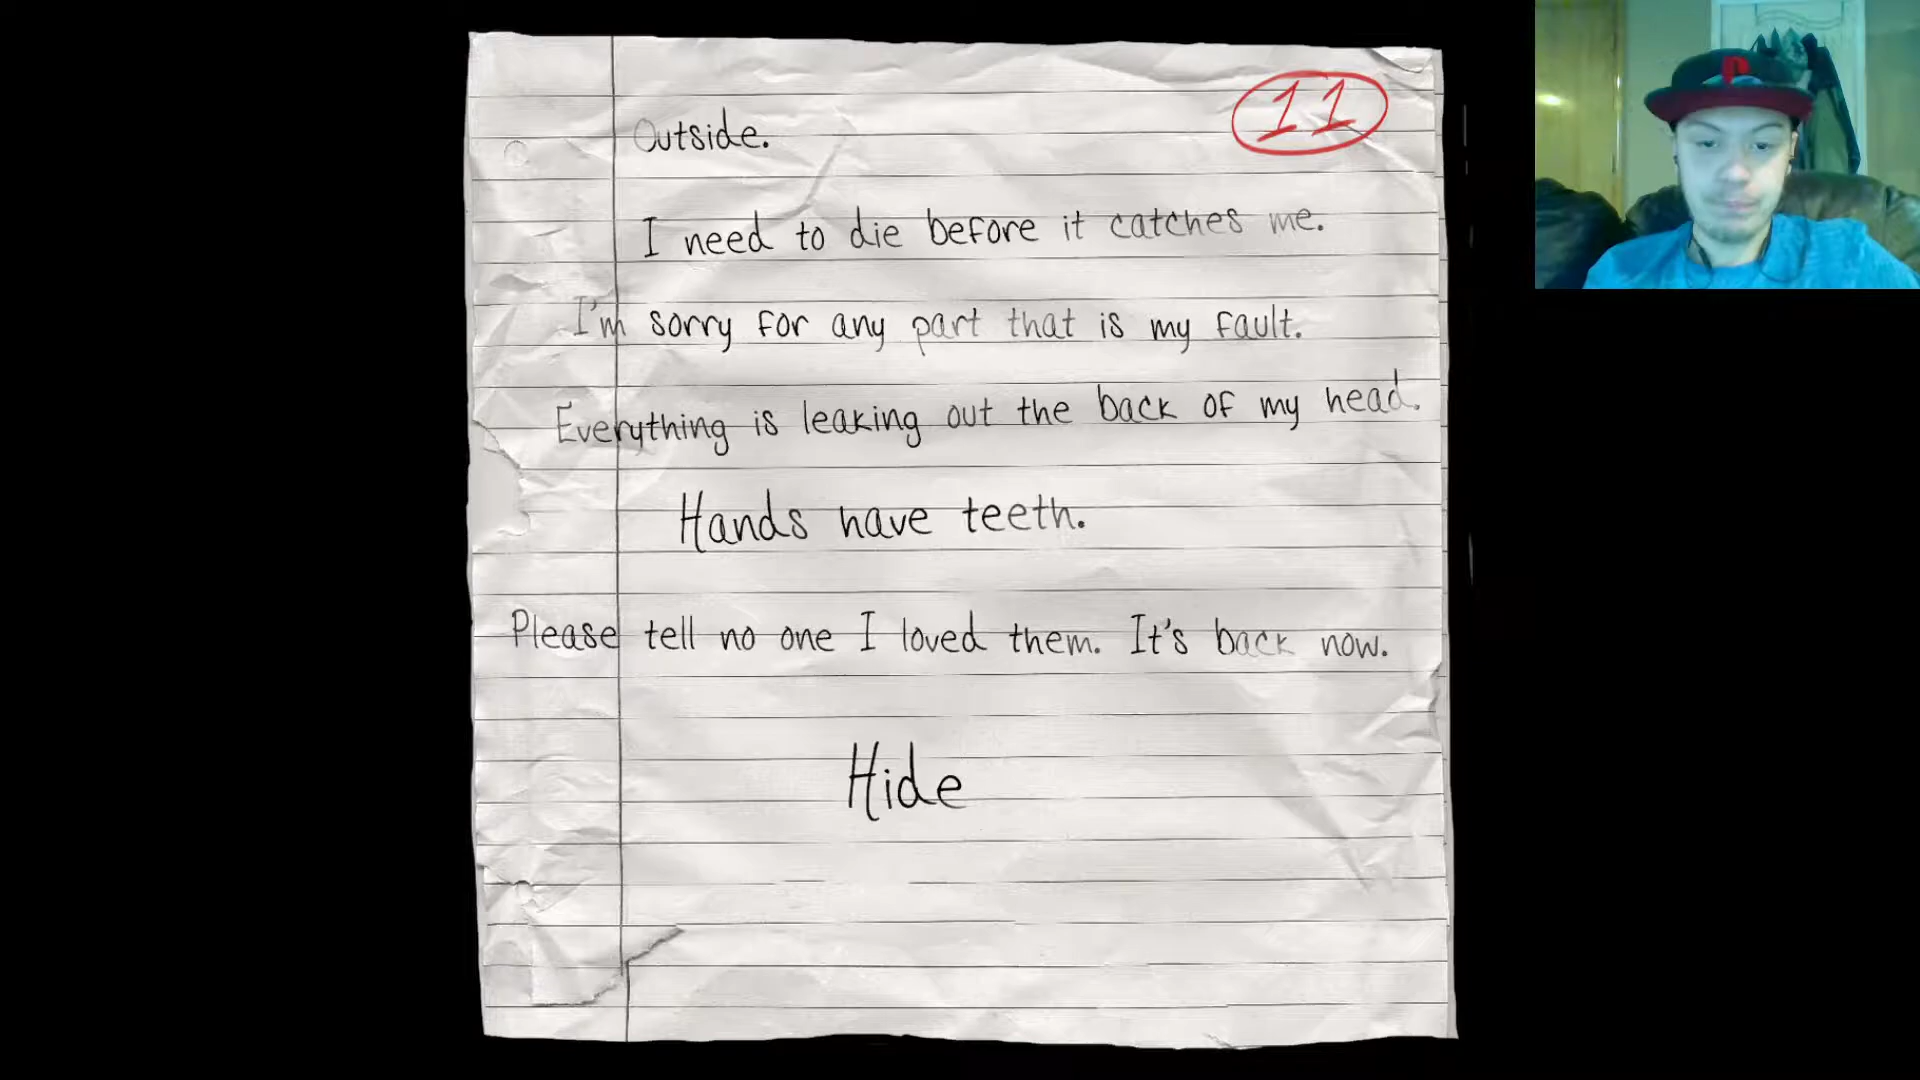 11
Outside.
I need to die before it catches me.
I'm sorry for any part that is my fault.
Everything is leaking out the back of my head.
Hands have teeth.
Please tell no one I loved them. It's back now.
Hide